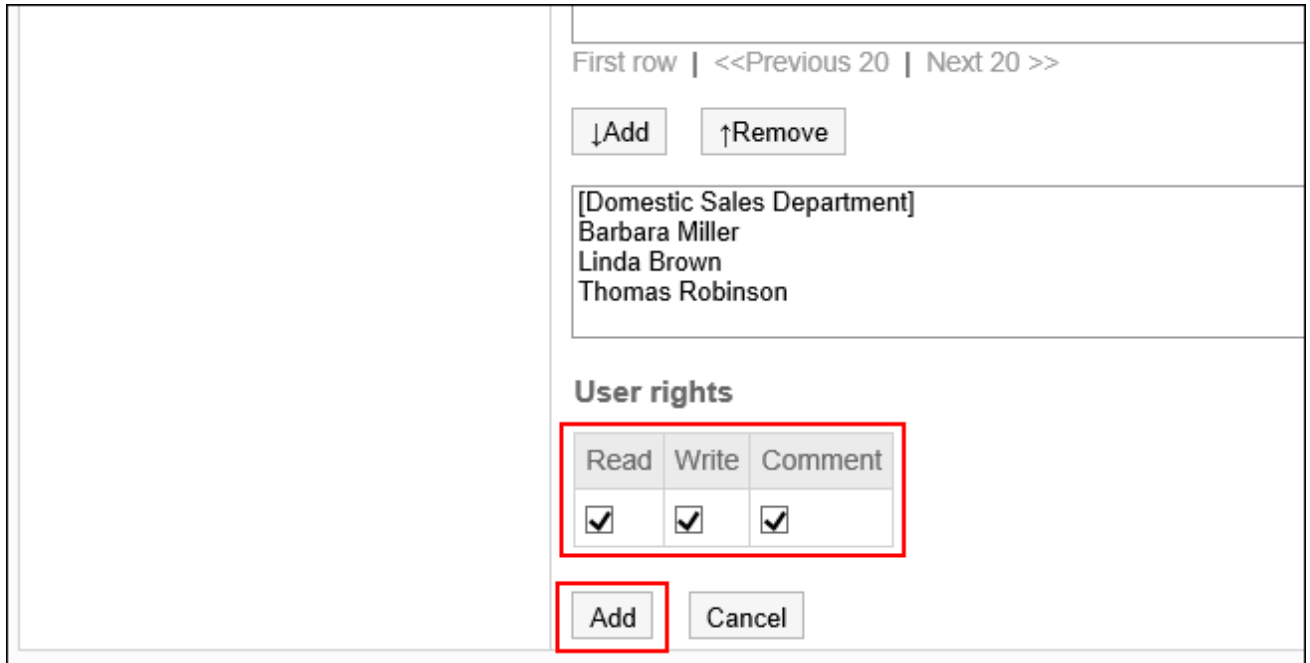 First row | <<Previous 20 | Next 20 >>
↓Add ↑Remove
[Domestic Sales Department]
Barbara Miller
Linda Brown
Thomas Robinson
User rights
Read Write Comment
Add Cancel